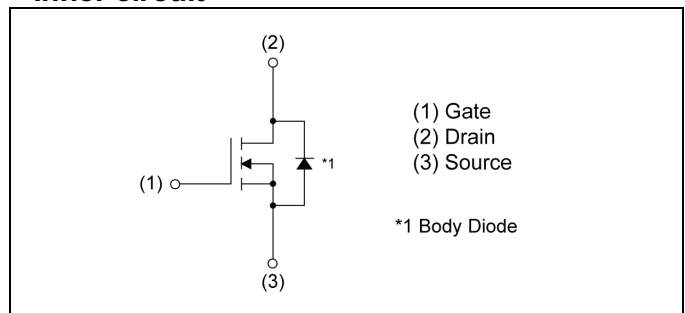 Inner circuit
(2)
(1) Gate
(2) Drain
*1
(3) Source
(1)
*1 Body Diode
(3)